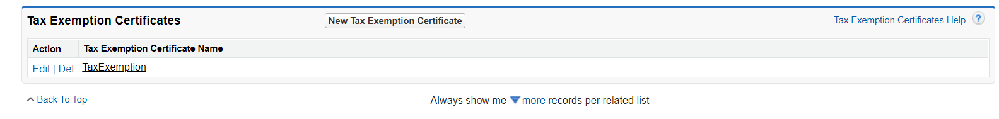 Tax Exemption Certificates
New Tax Exemption Certificate
Tax Exemption Certificates Help ?
Action Tax Exemption Certificate Name
Edit | Del TaxExemption
Back To Top
Always show me more records per related list